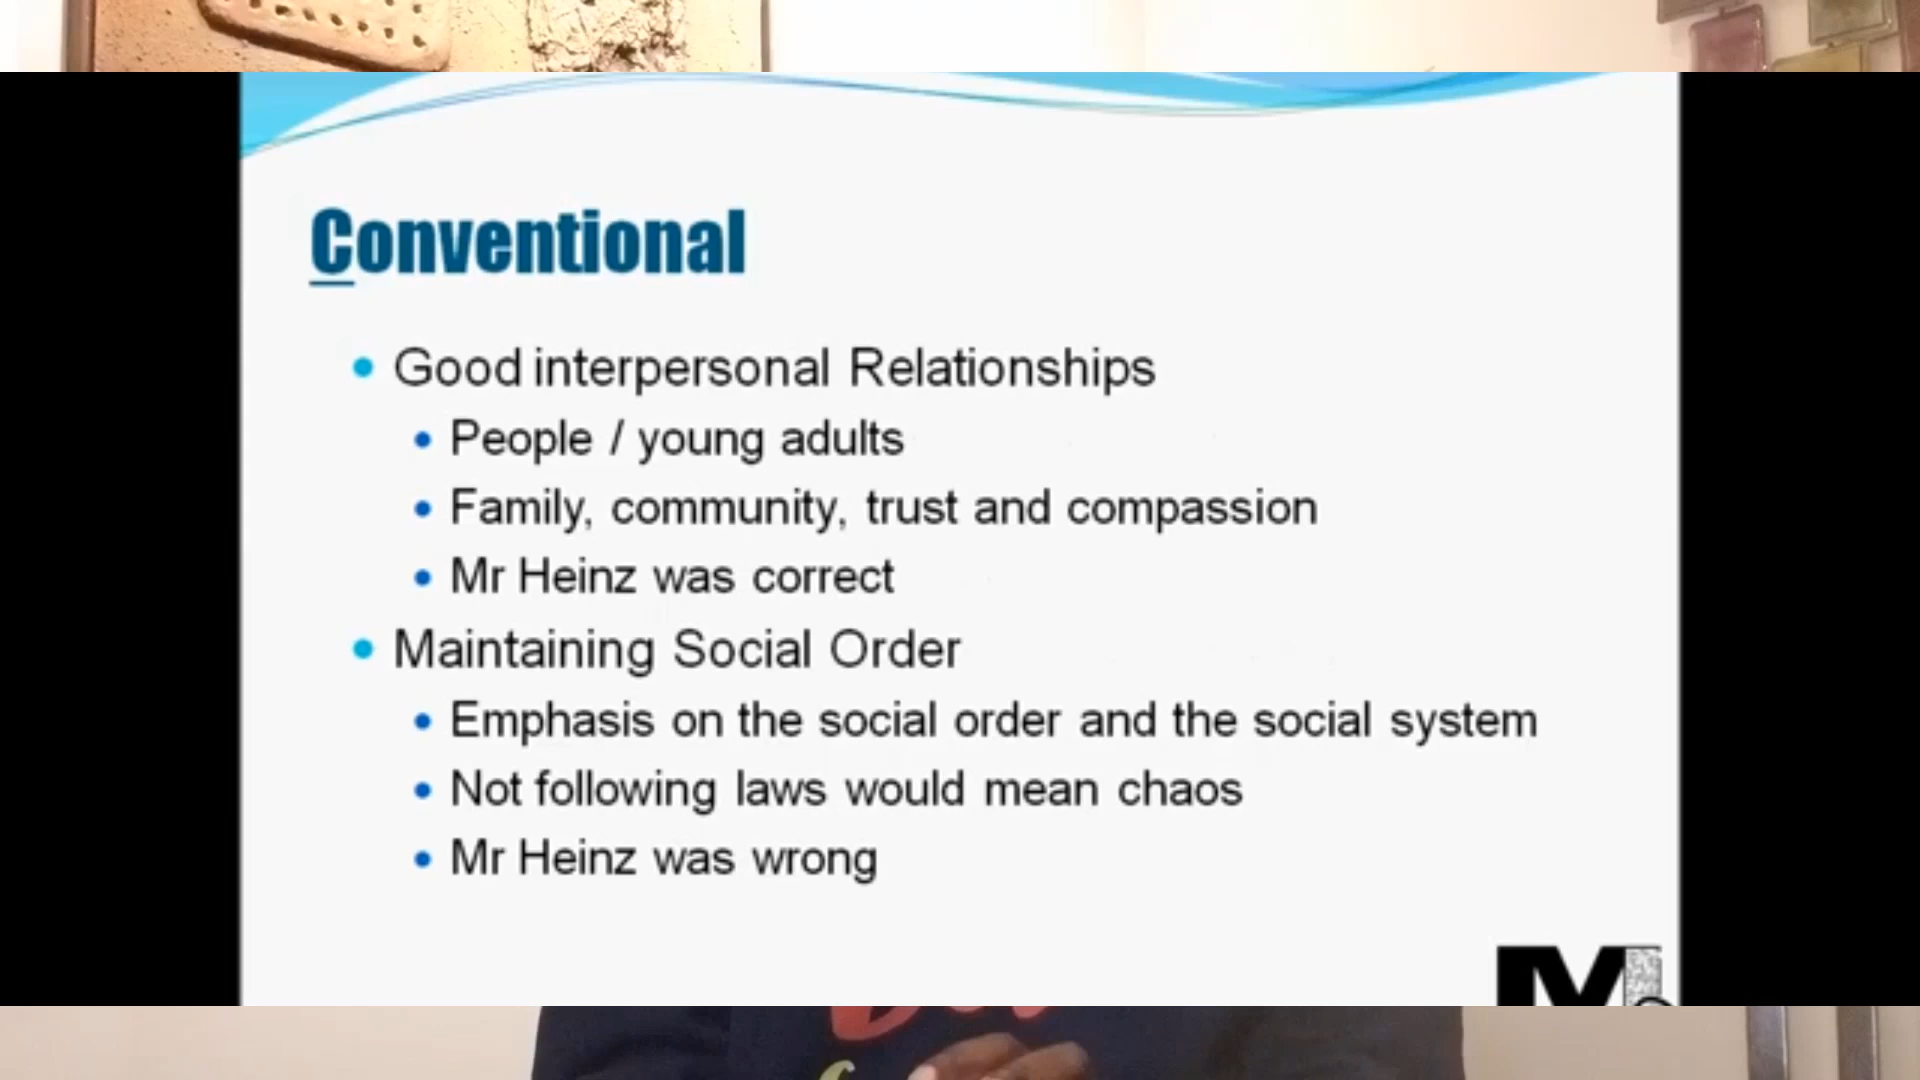 Conventional
Good interpersonal Relationships
People / young adults
Family, community, trust and compassion
Mr Heinz was correct
Maintaining Social Order
Emphasis on the social order and the social system
Not following laws would mean chaos
Mr Heinz was wrong